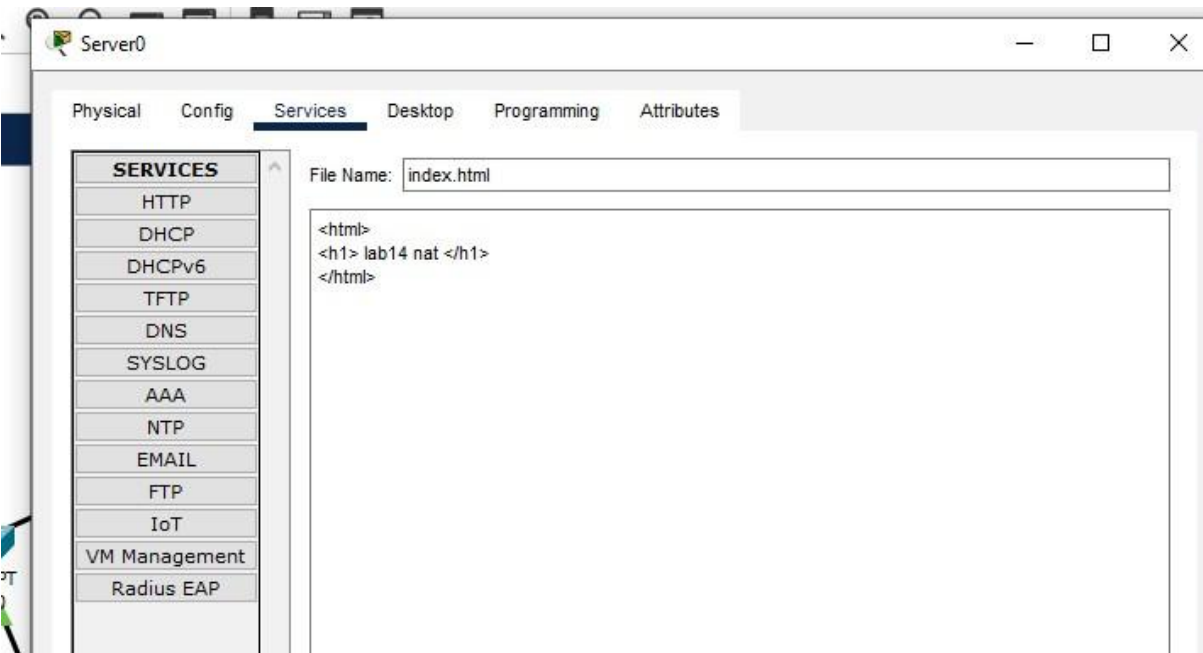 Server0
Physical Config Services Desktop Programming Attributes
SERVICES
HTTP
DHCP
DHCPv6
TFTP
DNS
SYSLOG
AAA
NTP
EMAIL
FTP
IoT
VM Management
Radius EAP
File Name: index.html
<html>
<h1> lab14 nat </h1>
</html>